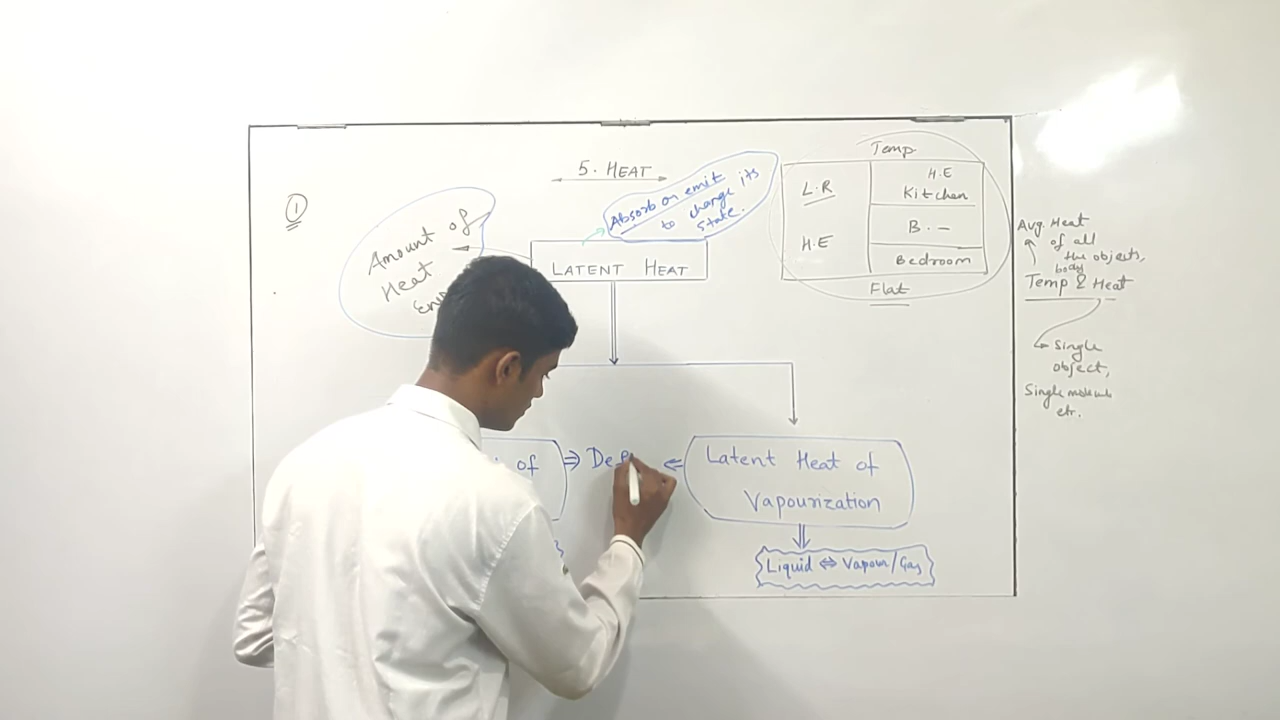 5. HEAT
1
Absorb or emit
to change its
state.
Amount of
Heat
LATENT HEAT
Temp
L.R
H.E
H.E
Kitchen
B. -
Bedroom
Flat
Avg. Heat
of all
the objects,
body
Temp & Heat
Single
object,
Single
etc.
of
⇒ Def
⇐
Latent Heat of
Vapourization
Liquid ⇔ Vapour/Gas